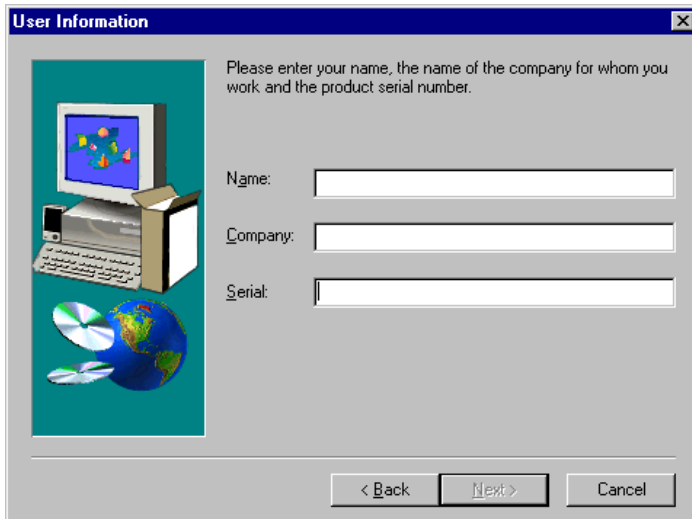 User Information
Please enter your name, the name of the company for whom you
work and the product serial number.
Name:
Company:
Serial:
< Back
Next >
Cancel